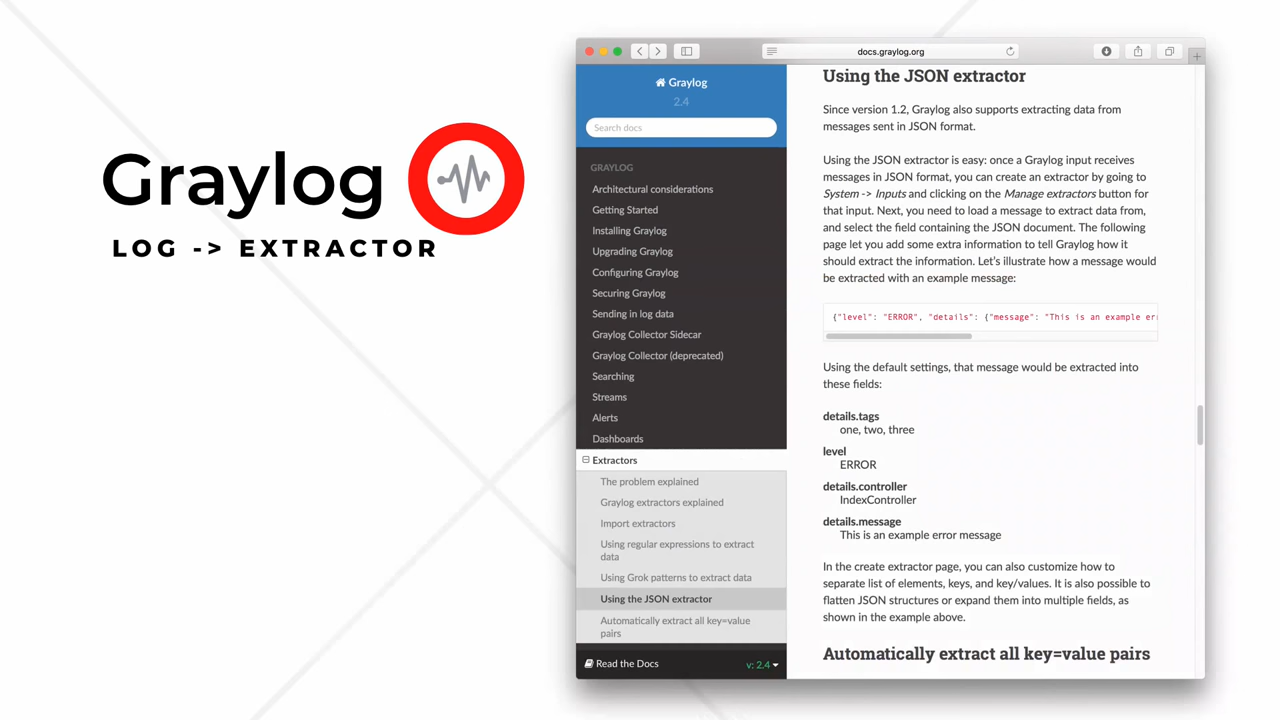 Graylog
LOG -> EXTRACTOR
docs.graylog.org
Graylog
2.4
Search docs
GRAYLOG
Architectural considerations
Getting Started
Installing Graylog
Upgrading Graylog
Configuring Graylog
Securing Graylog
Sending in log data
Graylog Collector Sidecar
Graylog Collector (deprecated)
Searching
Streams
Alerts
Dashboards
Extractors
The problem explained
Graylog extractors explained
Import extractors
Using regular expressions to extract
data
Using Grok patterns to extract data
Using the JSON extractor
Automatically extract all key=value
pairs
Read the Docs
v: 2.4
Using the JSON extractor
Since version 1.2, Graylog also supports extracting data from
messages sent in JSON format.
Using the JSON extractor is easy: once a Graylog input receives
messages in JSON format, you can create an extractor by going to
System -> Inputs and clicking on the Manage extractors button for
that input. Next, you need to load a message to extract data from,
and select the field containing the JSON document. The following
page let you add some extra information to tell Graylog how it
should extract the information. Let's illustrate how a message would
be extracted with an example message:
{"level": "ERROR", "details": {"message": "This is an example err
Using the default settings, that message would be extracted into
these fields:
details.tags
one, two, three
level
ERROR
details.controller
IndexController
details.message
This is an example error message
In the create extractor page, you can also customize how to
separate list of elements, keys, and key/values. It is also possible to
flatten JSON structures or expand them into multiple fields, as
shown in the example above.
Automatically extract all key=value pairs